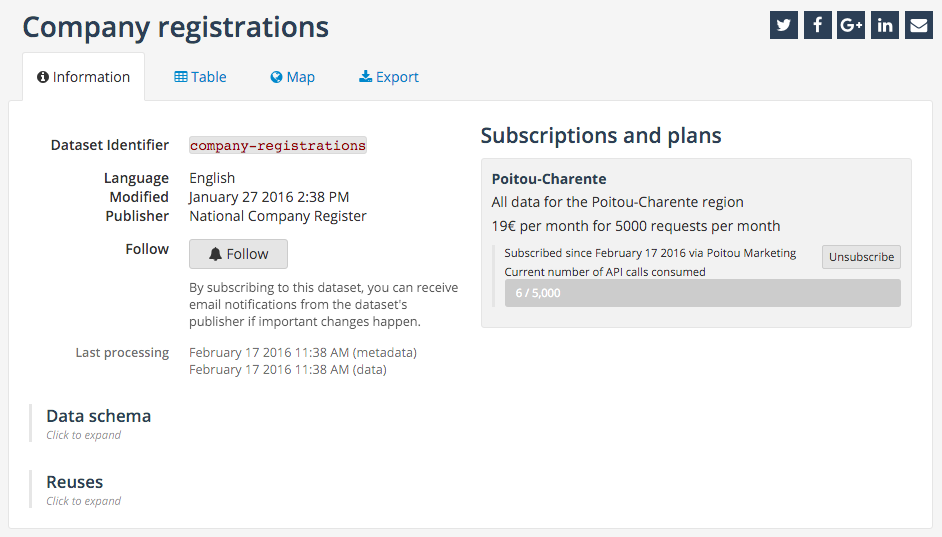 Company registrations
Information
Table
Map
Export
Dataset Identifier company-registrations
Language English
Modified January 27 2016 2:38 PM
Publisher National Company Register
Follow Follow
By subscribing to this dataset, you can receive
email notifications from the dataset's
publisher if important changes happen.
Last processing February 17 2016 11:38 AM (metadata)
February 17 2016 11:38 AM (data)
Data schema
Click to expand
Reuses
Click to expand
Subscriptions and plans
Poitou-Charente
All data for the Poitou-Charente region
19€ per month for 5000 requests per month
Subscribed since February 17 2016 via Poitou Marketing
Unsubscribe
Current number of API calls consumed
6 / 5,000